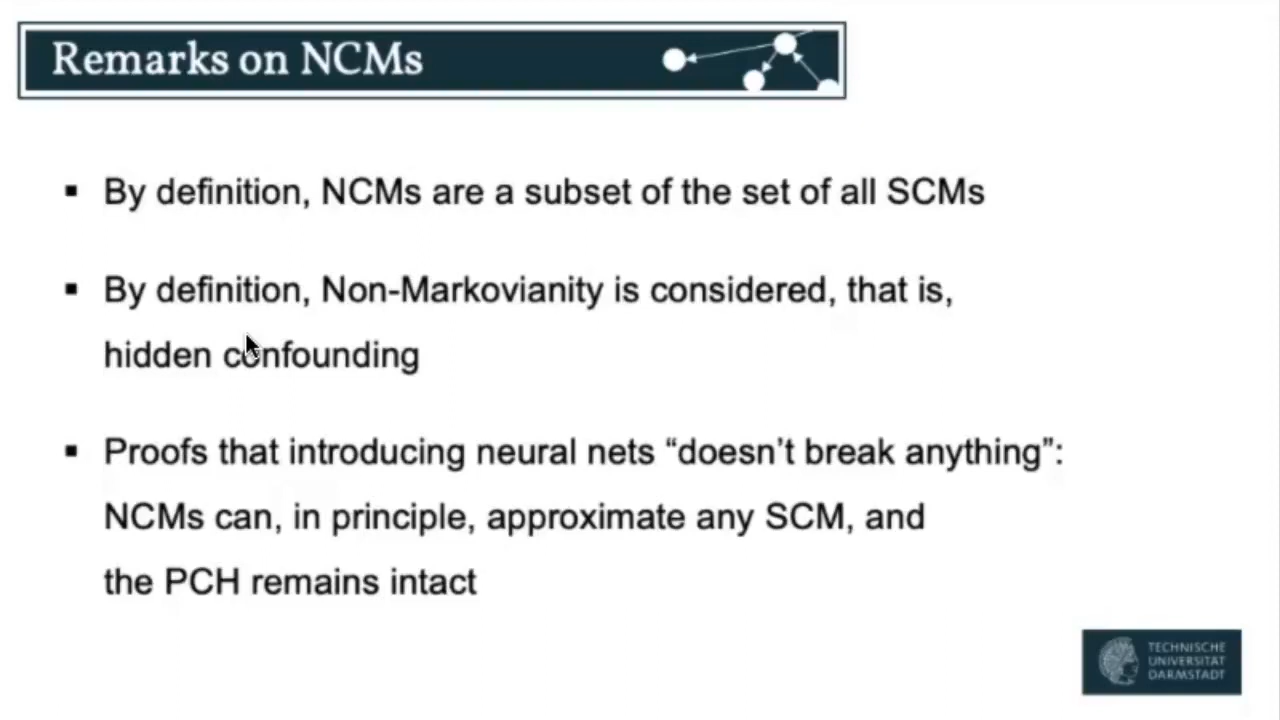 Remarks on NCMs
▪ By definition, NCMs are a subset of the set of all SCMs
▪ By definition, Non-Markovianity is considered, that is,
hidden confounding
▪ Proofs that introducing neural nets “doesn’t break anything”:
NCMs can, in principle, approximate any SCM, and
the PCH remains intact
TECHNISCHE
UNIVERSITÄT
DARMSTADT